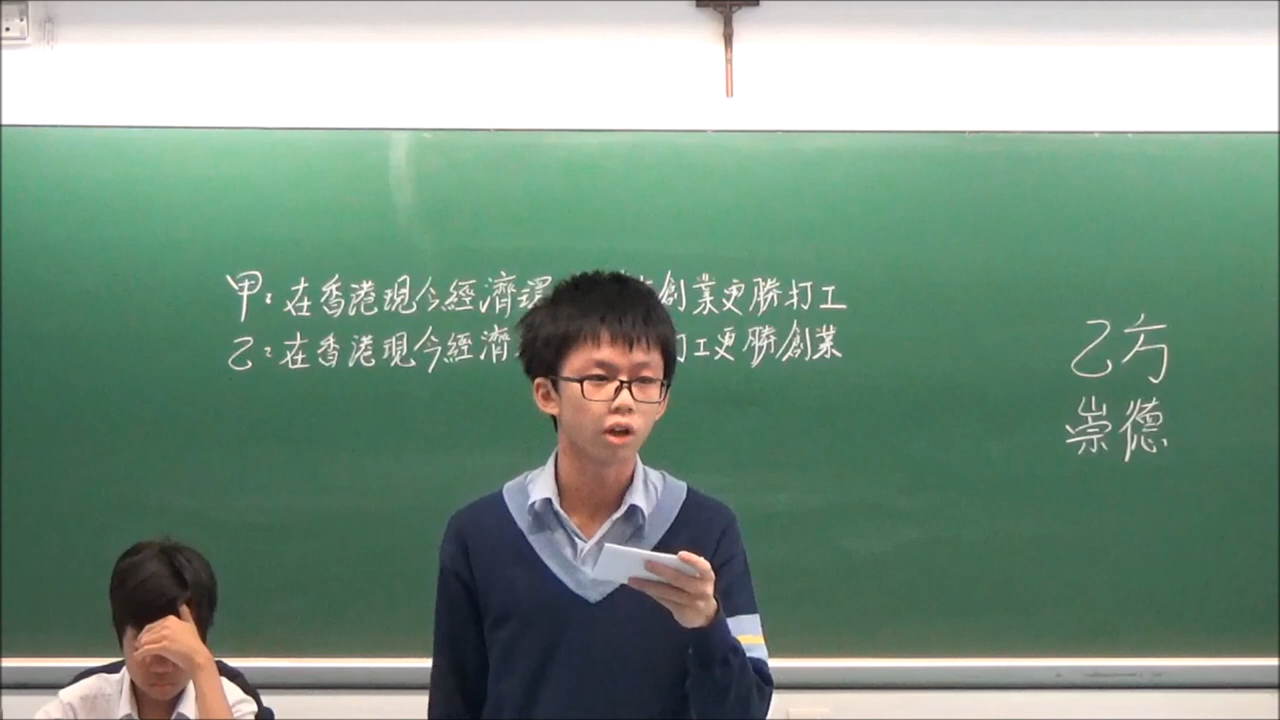 甲：在香港現今經濟環 創業更勝打工
乙：在香港現今經濟 打工更勝創業
乙方
崇德